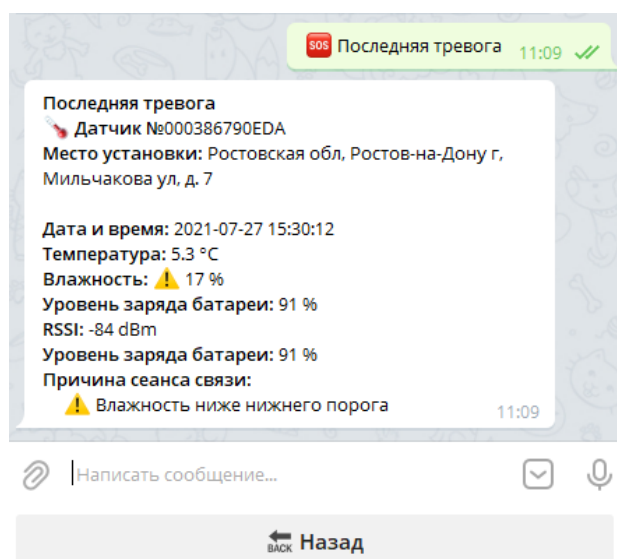 🆘 Последняя тревога 11:09
Последняя тревога
🌡 Датчик №000386790EDA
Место установки: Ростовская обл, Ростов-на-Дону г,
Мильчакова ул, д. 7
Дата и время: 2021-07-27 15:30:12
Температура: 5.3 °C
Влажность: ⚠️ 17 %
Уровень заряда батареи: 91 %
RSSI: -84 dBm
Уровень заряда батареи: 91 %
Причина сеанса связи:
⚠️ Влажность ниже нижнего порога 11:09
Написать сообщение...
🔙 Назад